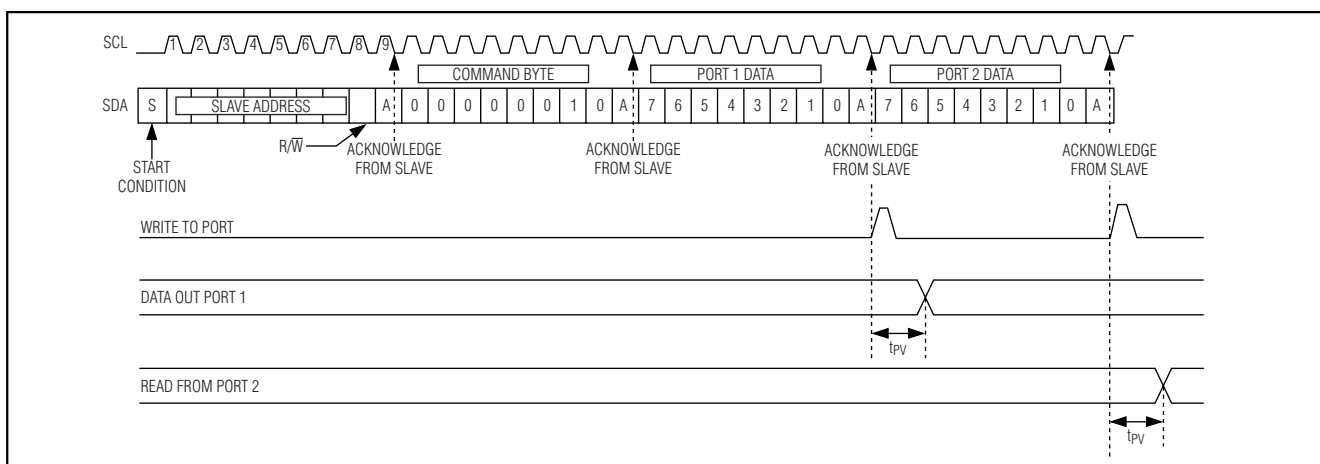 SCL 1 2 3 4 5 6 7 8 9
COMMAND BYTE PORT 1 DATA PORT 2 DATA
SDA S SLAVE ADDRESS A 0 0 0 0 0 0 1 0 A 7 6 5 4 3 2 1 0 A 7 6 5 4 3 2 1 0 A
R/W̅
START
CONDITION
ACKNOWLEDGE
FROM SLAVE
ACKNOWLEDGE
FROM SLAVE
ACKNOWLEDGE
FROM SLAVE
ACKNOWLEDGE
FROM SLAVE
WRITE TO PORT
DATA OUT PORT 1
tPV
READ FROM PORT 2
tPV